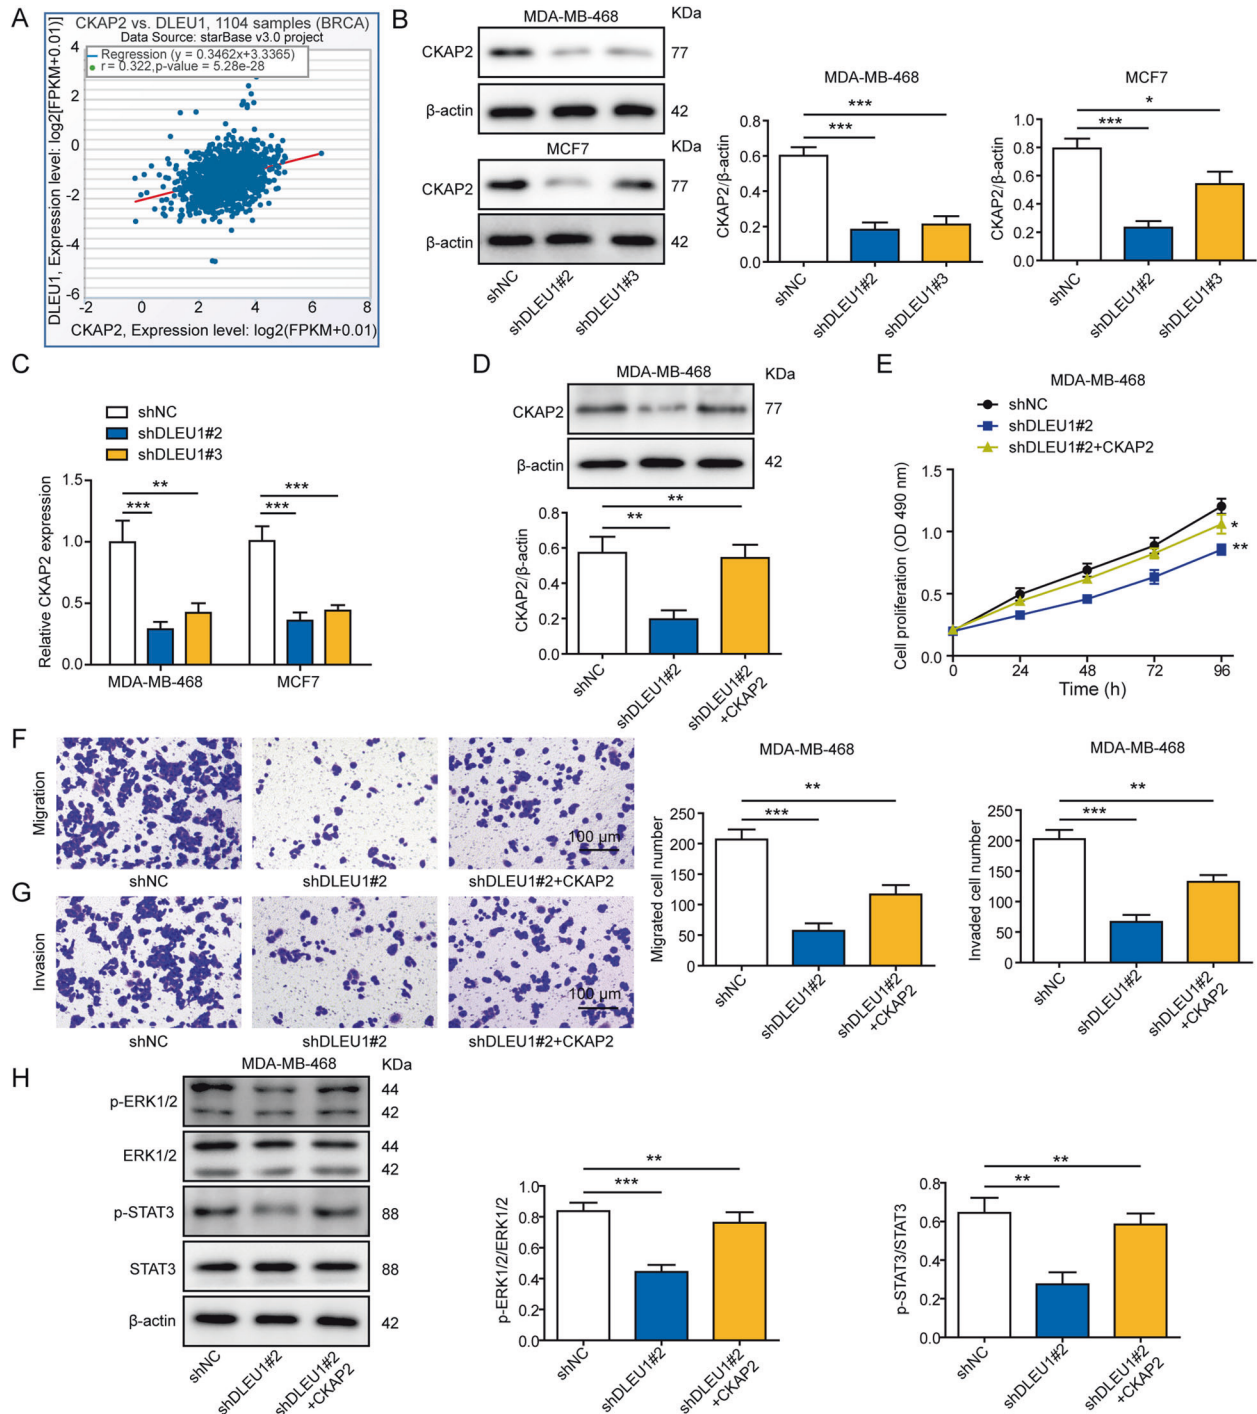 A
CKAP2 vs. DLEU1, 1104 samples (BRCA)
Data Source: starBase v3.0 project
Regression (y = 0.3462x+3.3365)
r = 0.322,p-value = 5.28e-28
DLEU1, Expression level: log2[FPKM+0.01)]
4
2
0
-2
-4
-6
-2 0 2 4 6 8
CKAP2, Expression level: log2(FPKM+0.01)
B
MDA-MB-468 KDa
CKAP2 77
β-actin 42
MCF7 KDa
CKAP2 77
β-actin 42
shNC shDLEU1#2 shDLEU1#3
MDA-MB-468
***
***
CKAP2/β-actin
0.8
0.6
0.4
0.2
0.0
shNC shDLEU1#2 shDLEU1#3
MCF7
*
***
CKAP2/β-actin
1.0
0.8
0.6
0.4
0.2
0.0
shNC shDLEU1#2 shDLEU1#3
C
shNC
shDLEU1#2
shDLEU1#3
Relative CKAP2 expression
1.5
1.0
0.5
0.0
** ***
*** ***
MDA-MB-468 MCF7
D
MDA-MB-468 KDa
CKAP2 77
β-actin 42
**
**
CKAP2/β-actin
0.8
0.6
0.4
0.2
0.0
shNC shDLEU1#2 shDLEU1#2
+CKAP2
E
MDA-MB-468
shNC
shDLEU1#2
shDLEU1#2+CKAP2
Cell proliferation (OD 490 nm)
1.5
1.0
0.5
0.0
*
**
0 24 48 72 96
Time (h)
F
Migration
100 μm
shNC shDLEU1#2 shDLEU1#2+CKAP2
G
Invasion
100 μm
shNC shDLEU1#2 shDLEU1#2+CKAP2
MDA-MB-468
**
***
Migrated cell number
250
200
150
100
50
0
shNC shDLEU1#2 shDLEU1#2
+CKAP2
MDA-MB-468
**
***
Invaded cell number
250
200
150
100
50
0
shNC shDLEU1#2 shDLEU1#2
+CKAP2
H
MDA-MB-468 KDa
p-ERK1/2 44
42
ERK1/2 44
42
p-STAT3 88
STAT3 88
β-actin 42
shNC shDLEU1#2 shDLEU1#2
+CKAP2
**
***
p-ERK1/2/ERK1/2
1.0
0.8
0.6
0.4
0.2
0.0
shNC shDLEU1#2 shDLEU1#2
+CKAP2
**
**
p-STAT3/STAT3
0.8
0.6
0.4
0.2
0.0
shNC shDLEU1#2 shDLEU1#2
+CKAP2